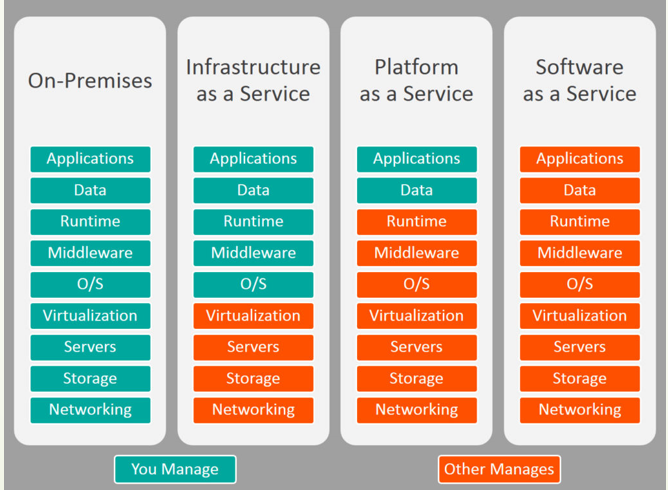 On-Premises
Applications
Data
Runtime
Middleware
O/S
Virtualization
Servers
Storage
Networking
Infrastructure
as a Service
Applications
Data
Runtime
Middleware
O/S
Virtualization
Servers
Storage
Networking
Platform
as a Service
Applications
Data
Runtime
Middleware
O/S
Virtualization
Servers
Storage
Networking
Software
as a Service
Applications
Data
Runtime
Middleware
O/S
Virtualization
Servers
Storage
Networking
You Manage
Other Manages